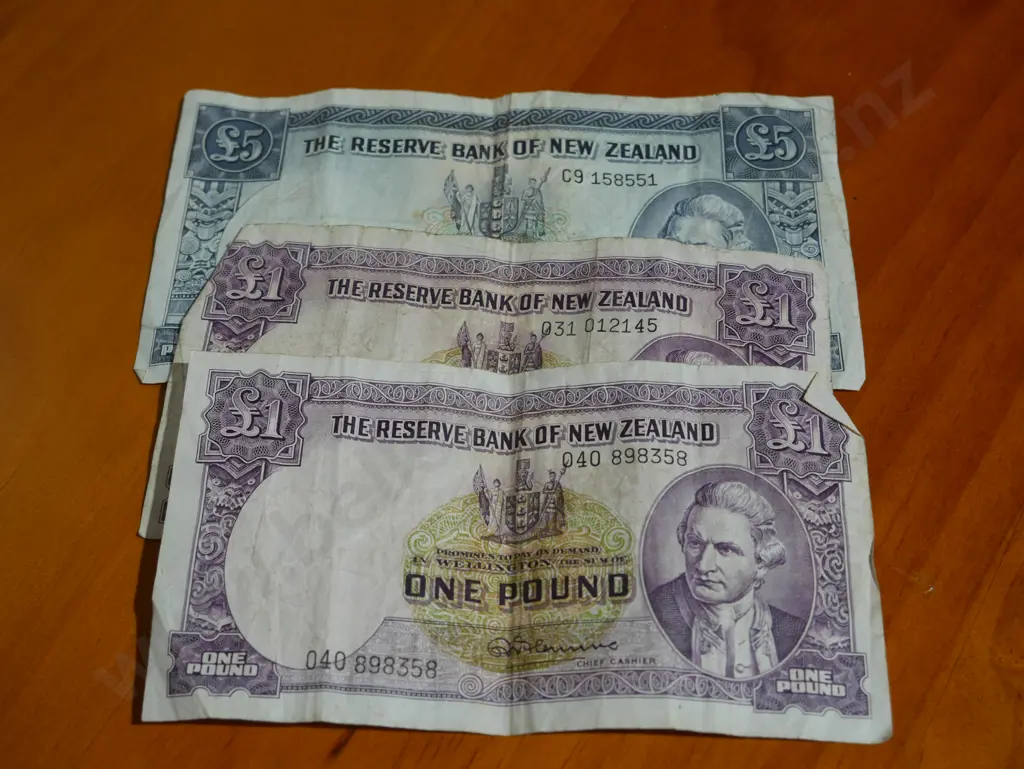 £5 £5
THE RESERVE BANK OF NEW ZEALAND
C9 158551
£1 £1
THE RESERVE BANK OF NEW ZEALAND
031 012145
£1 £1
THE RESERVE BANK OF NEW ZEALAND
040 898358
PROMISES TO PAY ON DEMAND
IN WELLINGTON THE SUM OF
ONE POUND
CHIEF CASHIER
040 898358
ONE
POUND
ONE
POUND